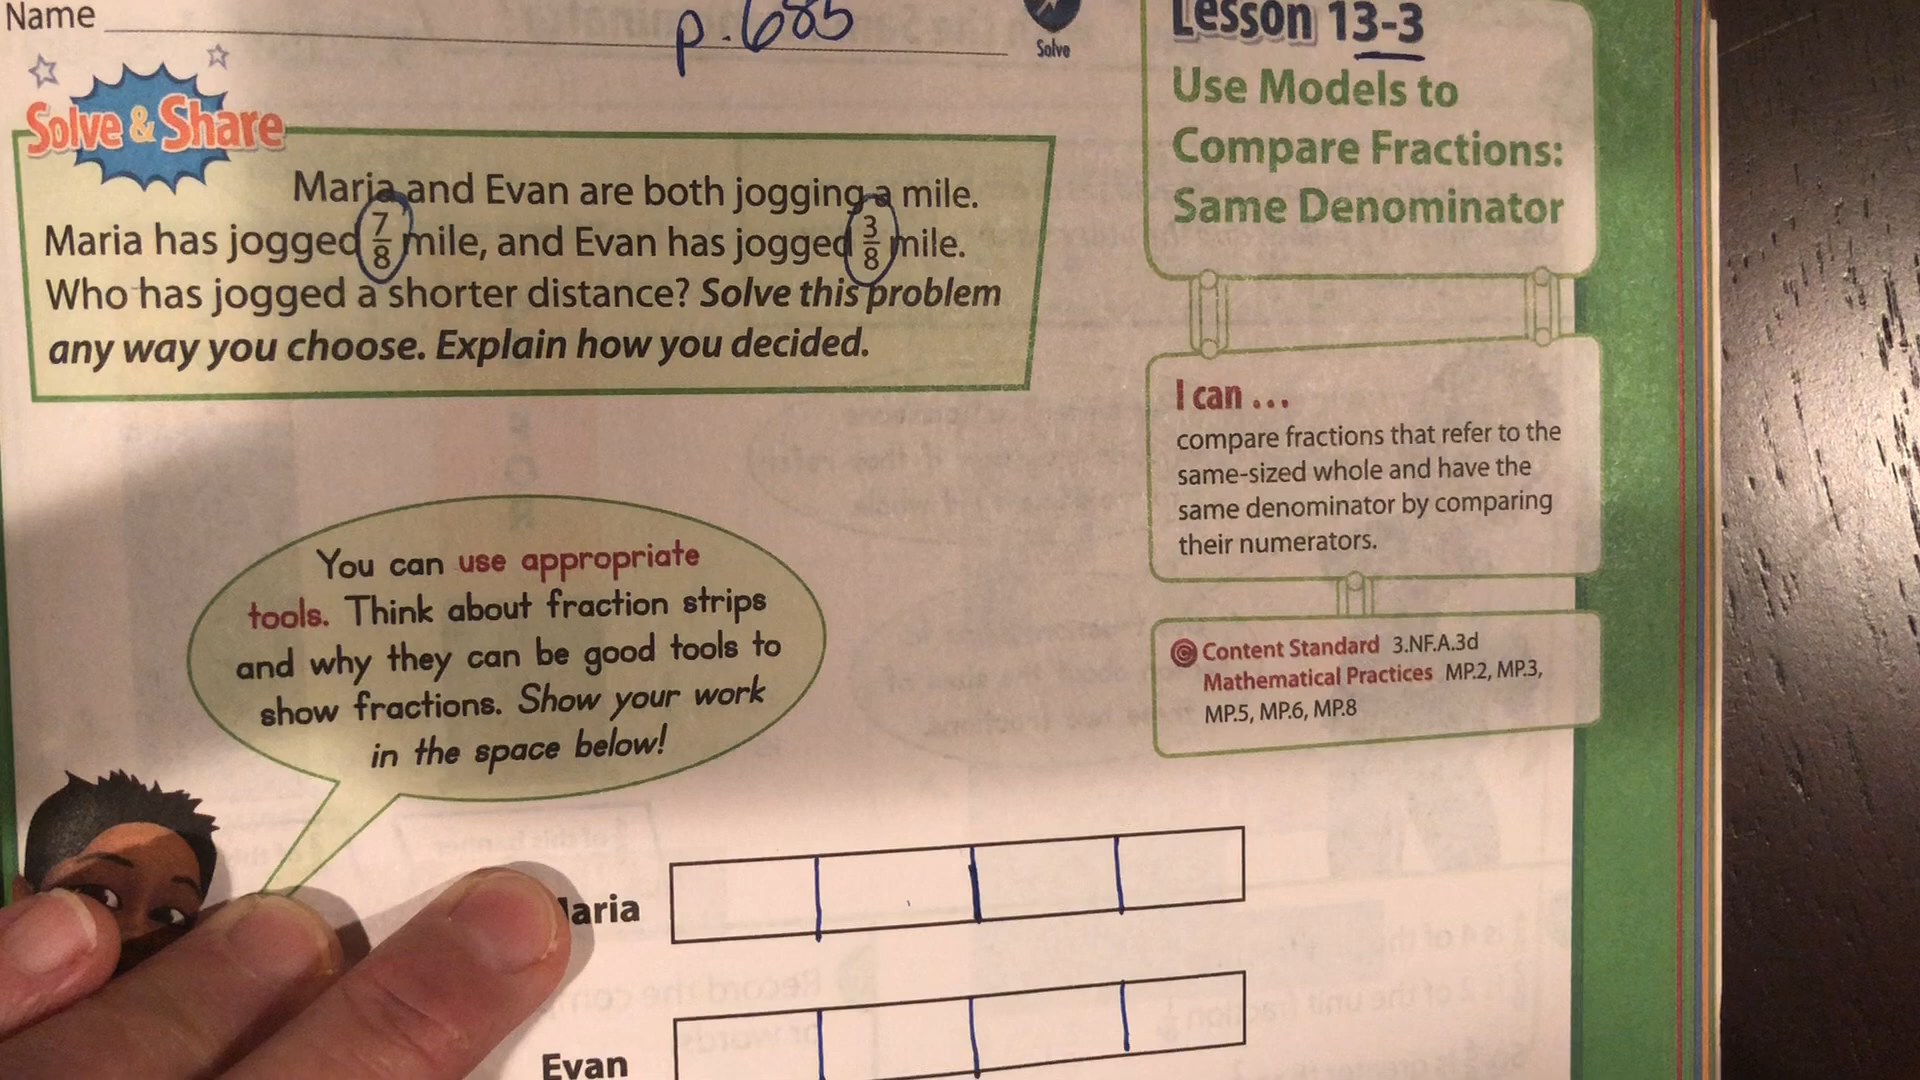 Name
p. 685
Solve
Lesson 13-3
Use Models to
Compare Fractions:
Same Denominator
Solve & Share
Maria and Evan are both jogging a mile.
Maria has jogged 7/8 mile, and Evan has jogged 3/8 mile.
Who has jogged a shorter distance? Solve this problem
any way you choose. Explain how you decided.
I can ...
compare fractions that refer to the
same-sized whole and have the
same denominator by comparing
their numerators.
Content Standard 3.NF.A.3d
Mathematical Practices MP.2, MP.3,
MP.5, MP.6, MP.8
You can use appropriate
tools. Think about fraction strips
and why they can be good tools to
show fractions. Show your work
in the space below!
aria
Evan